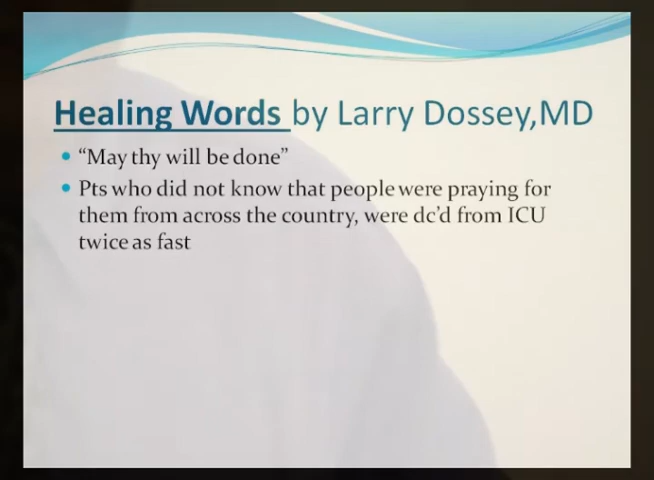 Healing Words by Larry Dossey,MD
“May thy will be done”
Pts who did not know that people were praying for
them from across the country, were dc’d from ICU
twice as fast